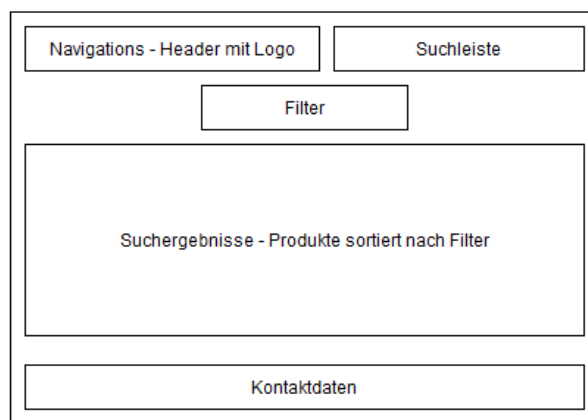 Navigations - Header mit Logo
Suchleiste
Filter
Suchergebnisse - Produkte sortiert nach Filter
Kontaktdaten